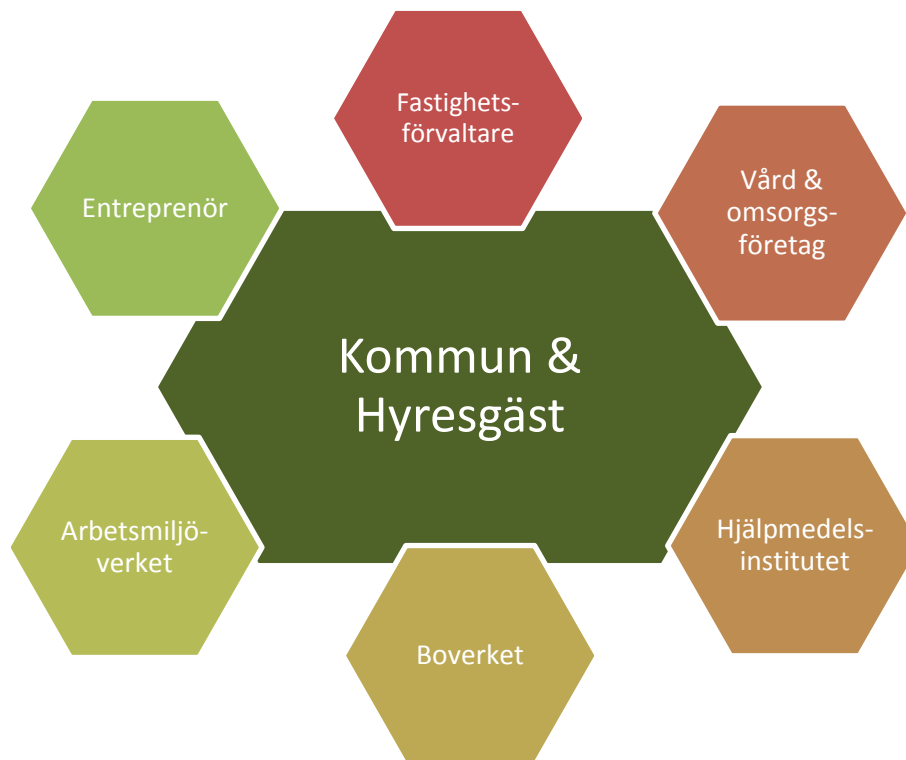 Fastighets-
förvaltare
Entreprenör
Vård &
omsorgs-
företag
Kommun &
Hyresgäst
Arbetsmiljö-
verket
Hjälpmedels-
institutet
Boverket